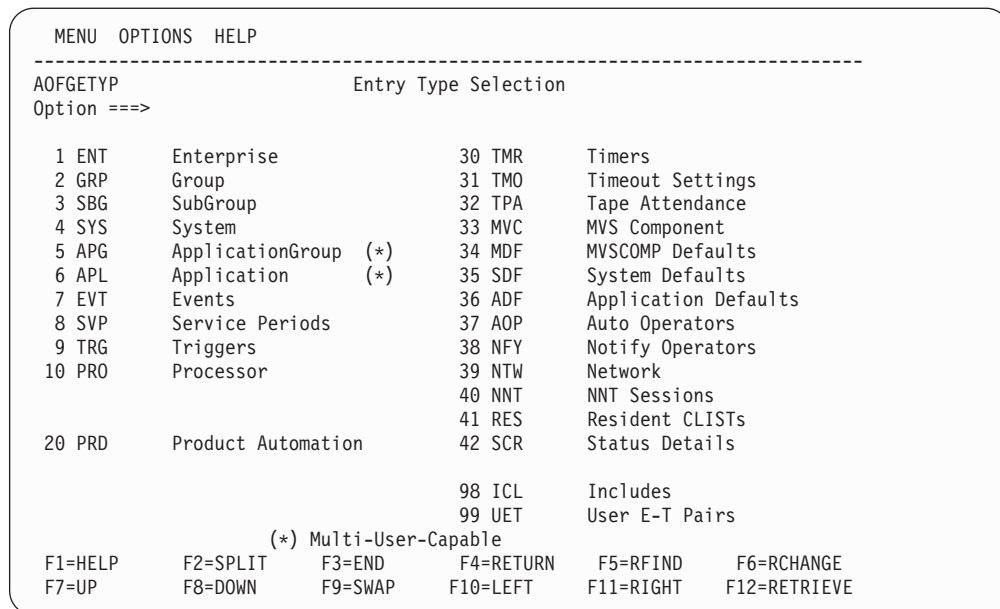 MENU  OPTIONS  HELP
-------------------------------------------------------------------------------
AOFGETYP                      Entry Type Selection
Option ===>
 1 ENT     Enterprise                 30 TMR     Timers
 2 GRP     Group                      31 TMO     Timeout Settings
 3 SBG     SubGroup                   32 TPA     Tape Attendance
 4 SYS     System                     33 MVC     MVS Component
 5 APG     ApplicationGroup  (*)      34 MDF     MVSCOMP Defaults
 6 APL     Application       (*)      35 SDF     System Defaults
 7 EVT     Events                     36 ADF     Application Defaults
 8 SVP     Service Periods            37 AOP     Auto Operators
 9 TRG     Triggers                   38 NFY     Notify Operators
10 PRO     Processor                  39 NTW     Network
                                      40 NNT     NNT Sessions
                                      41 RES     Resident CLISTs
20 PRD     Product Automation         42 SCR     Status Details
                                      98 ICL     Includes
                                      99 UET     User E-T Pairs
(*) Multi-User-Capable
F1=HELP      F2=SPLIT     F3=END       F4=RETURN    F5=RFIND     F6=RCHANGE
F7=UP        F8=DOWN      F9=SWAP      F10=LEFT     F11=RIGHT    F12=RETRIEVE